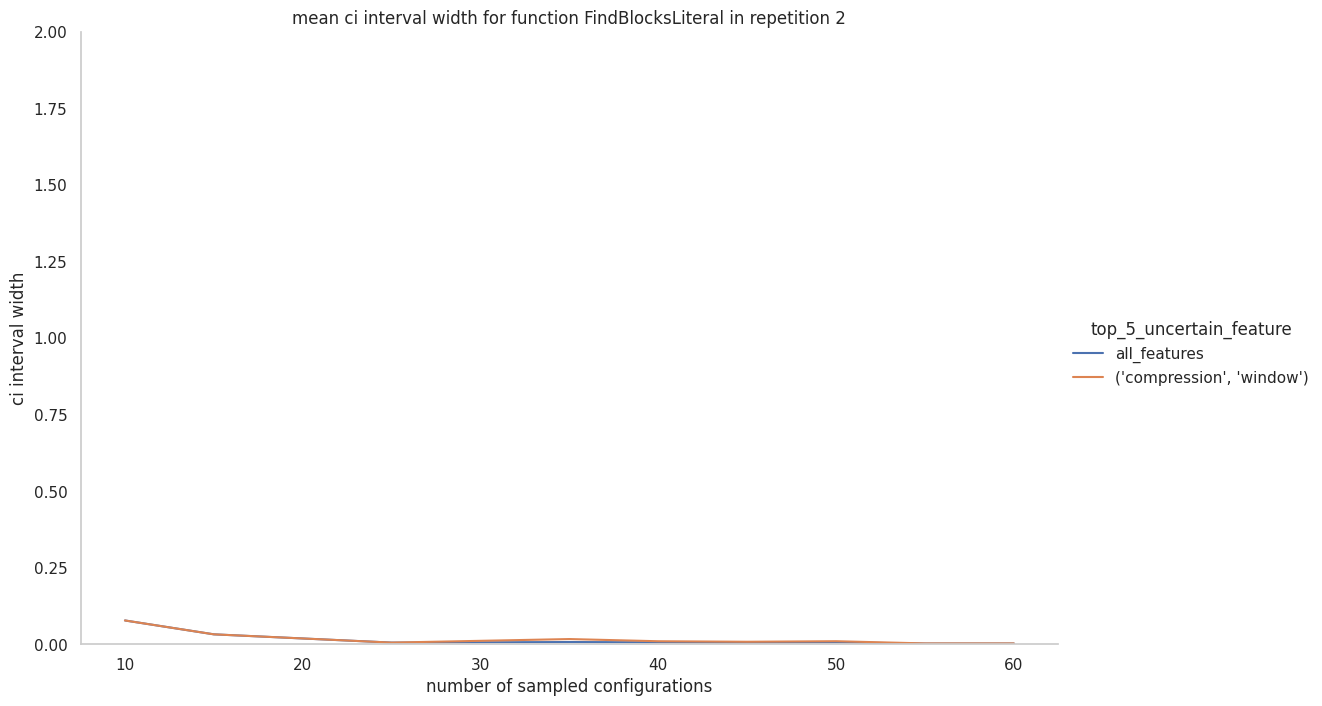 mean ci interval width for function FindBlocksLiteral in repetition 2
ci interval width
2.00
1.75
1.50
1.25
1.00
0.75
0.50
0.25
0.00
10
20
30
40
50
60
number of sampled configurations
top_5_uncertain_feature
all_features
('compression', 'window')